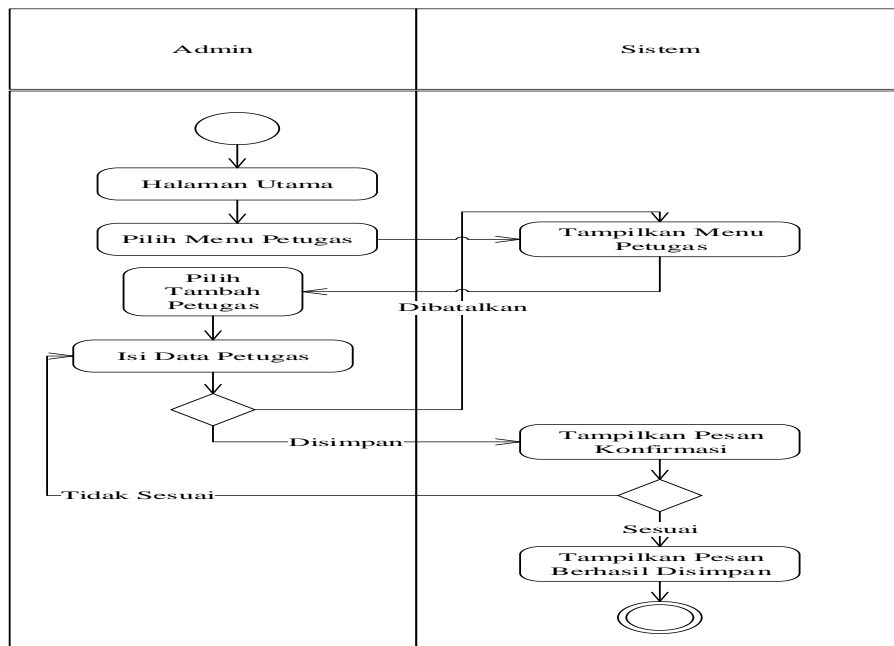 Admin
Sistem
Halaman Utama
Pilih Menu Petugas
Tampilkan Menu
Petugas
Pilih
Tambah
Petugas
Dibatalkan
Isi Data Petugas
Disimpan
Tampilkan Pesan
Konfirmasi
Tidak Sesuai
Sesuai
Tampilkan Pesan
Berhasil Disimpan